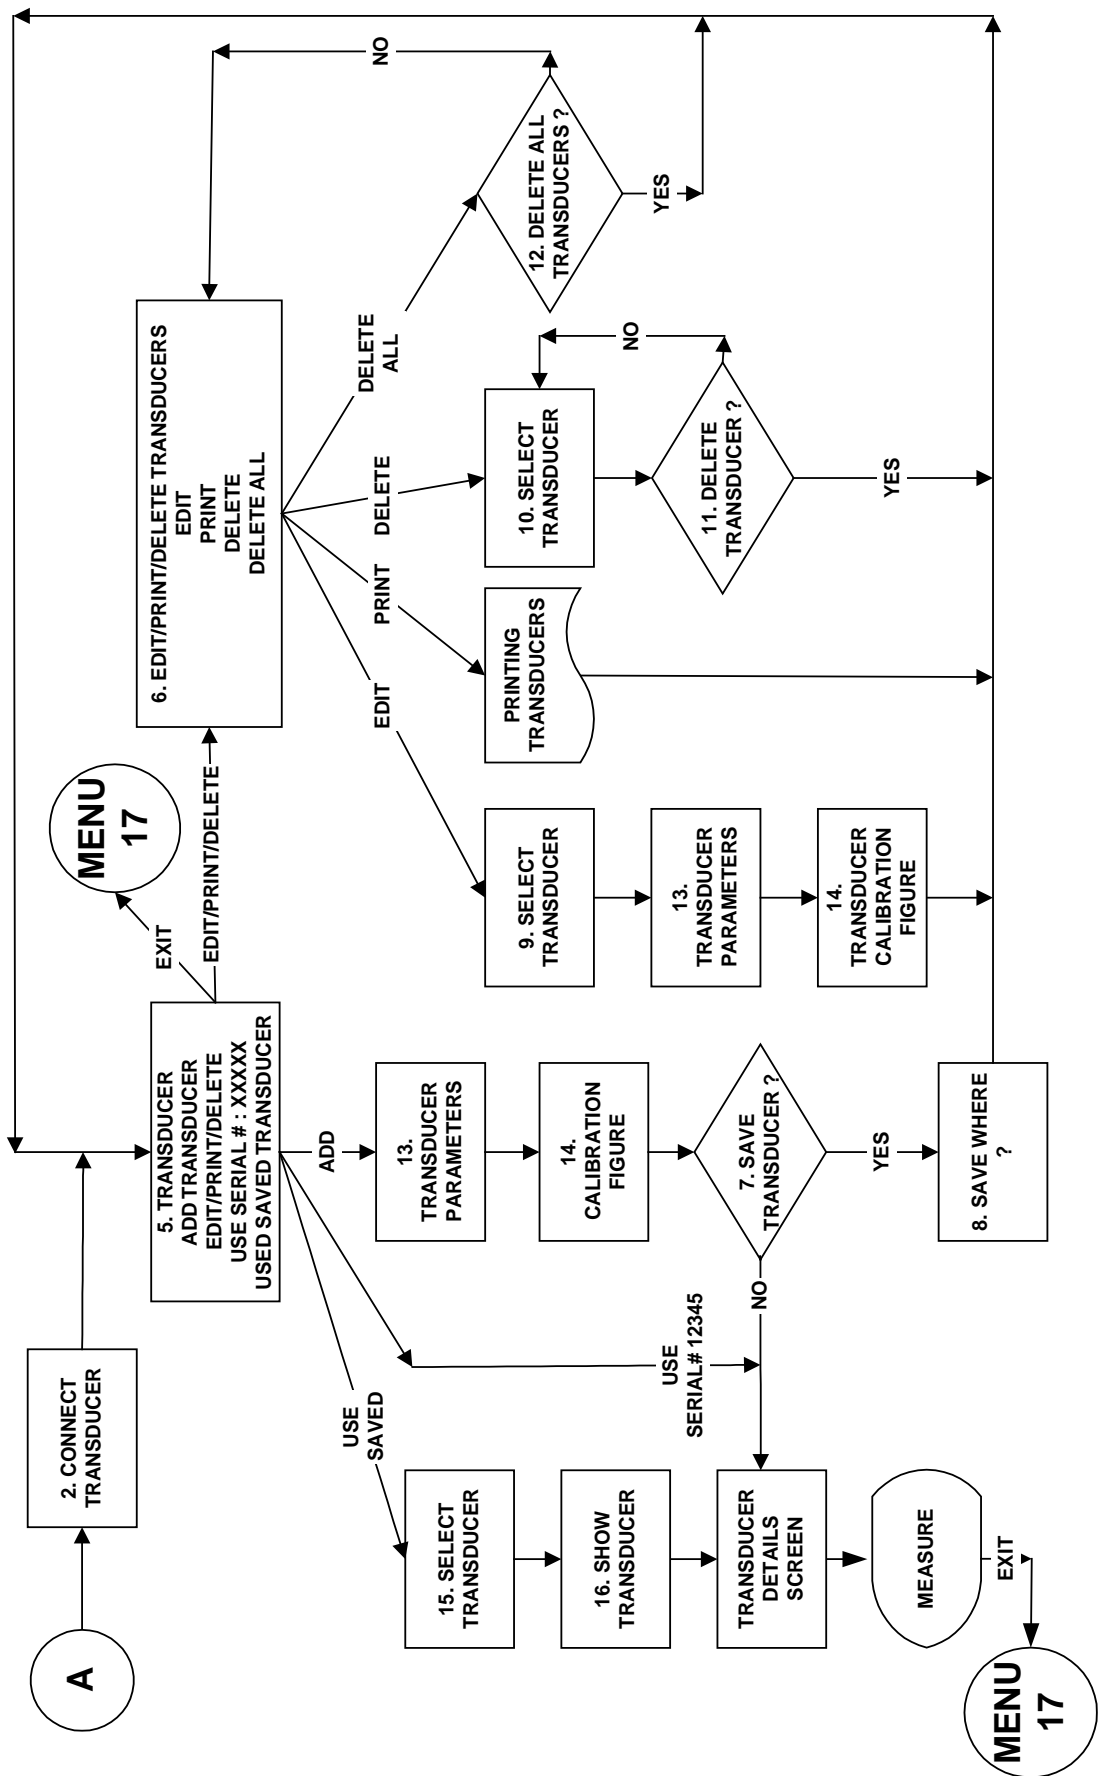 A
2. CONNECT
TRANSDUCER
5. TRANSDUCER
ADD TRANSDUCER
EDIT/PRINT/DELETE
USE SERIAL # : XXXXX
USED SAVED TRANSDUCER
EXIT
MENU
17
EDIT/PRINT/DELETE
6. EDIT/PRINT/DELETE TRANSDUCERS
EDIT
PRINT
DELETE
DELETE ALL
NO
USE
SAVED
ADD
EDIT
PRINT
DELETE
DELETE
ALL
15. SELECT
TRANSDUCER
13.
TRANSDUCER
PARAMETERS
9. SELECT
TRANSDUCER
PRINTING
TRANSDUCERS
10. SELECT
TRANSDUCER
12. DELETE ALL
TRANSDUCERS ?
16. SHOW
TRANSDUCER
14.
CALIBRATION
FIGURE
13.
TRANSDUCER
PARAMETERS
NO
YES
USE
SERIAL# 12345
TRANSDUCER
DETAILS
SCREEN
NO
7. SAVE
TRANSDUCER ?
14.
TRANSDUCER
CALIBRATION
FIGURE
11. DELETE
TRANSDUCER ?
MEASURE
YES
YES
EXIT
8. SAVE WHERE
?
MENU
17